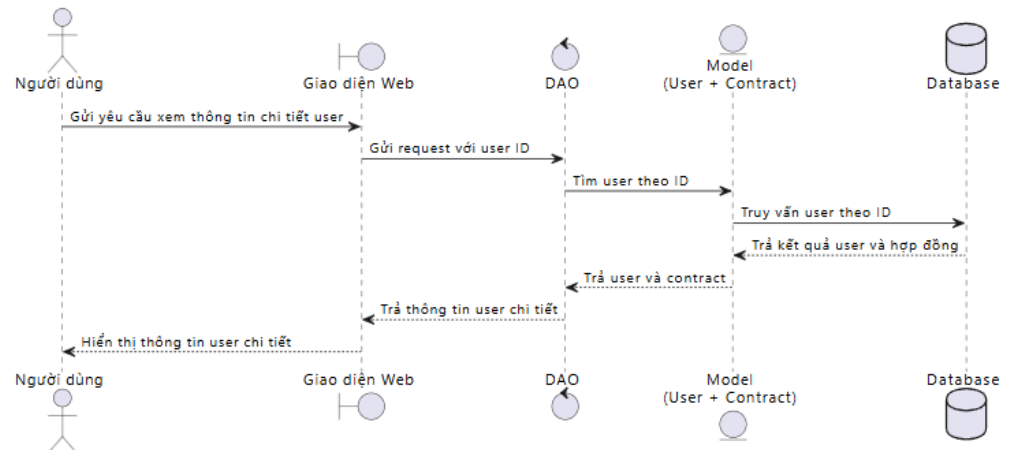 Người dùng
Giao diện Web
DAO
Model
(User + Contract)
Database
Gửi yêu cầu xem thông tin chi tiết user
Gửi request với user ID
Tìm user theo ID
Truy vấn user theo ID
Trả kết quả user và hợp đồng
Trả user và contract
Trả thông tin user chi tiết
Hiển thị thông tin user chi tiết
Người dùng
Giao diện Web
DAO
Model
(User + Contract)
Database